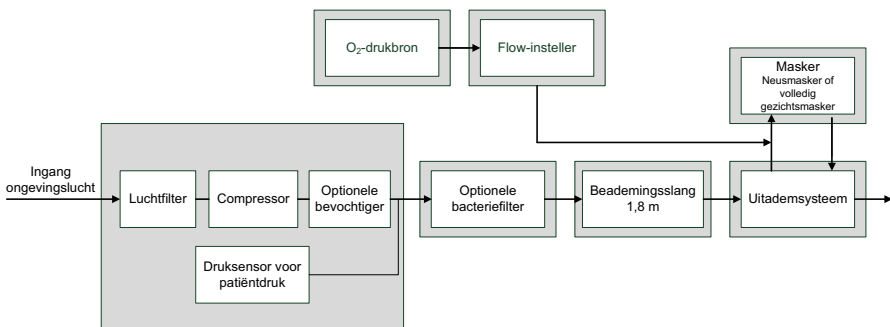 O₂-drukbron
Flow-insteller
Masker
Neusmasker of
volledig
gezichtsmasker
Ingang
ongevingslucht
Luchtfilter
Compressor
Optionele
bevochtiger
Optionele
bacteriefilter
Beademingsslang
1,8 m
Uitademsysteem
Druksensor voor
patiëntdruk